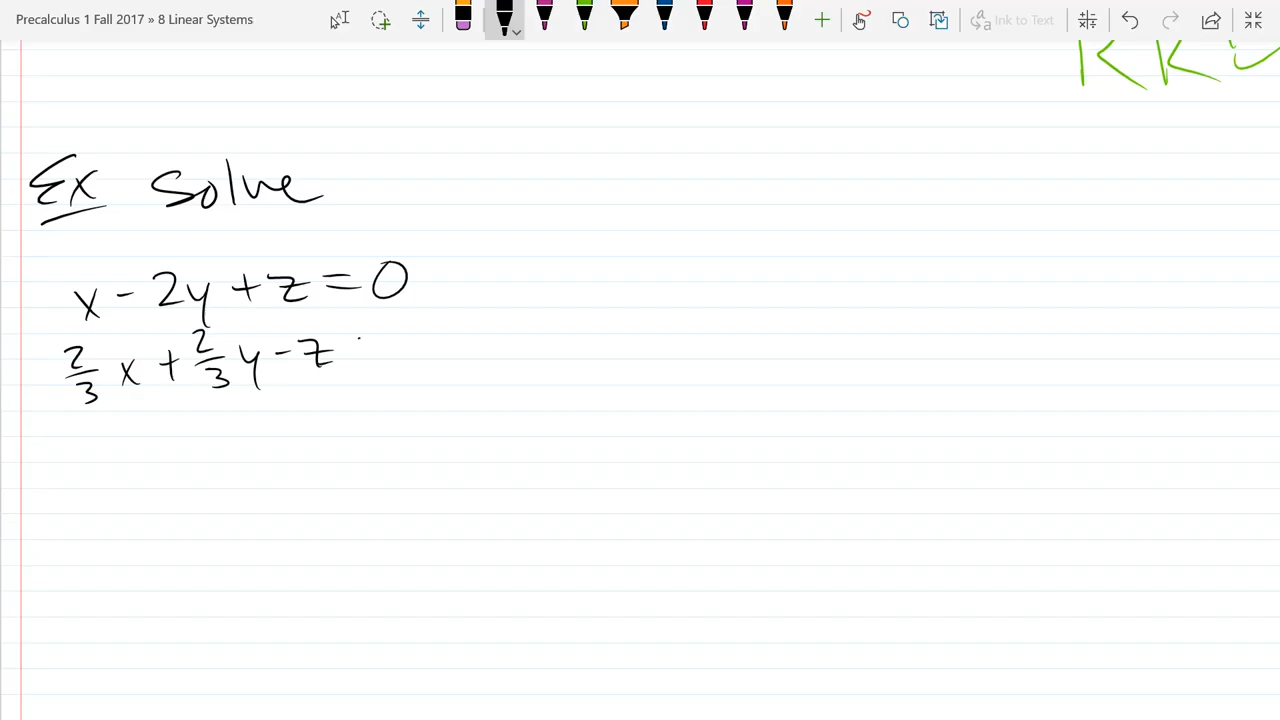 Precalculus 1 Fall 2017 » 8 Linear Systems
Ink to Text
Ex Solve
x - 2y + z = 0
2/3 x + 2/3 y - z